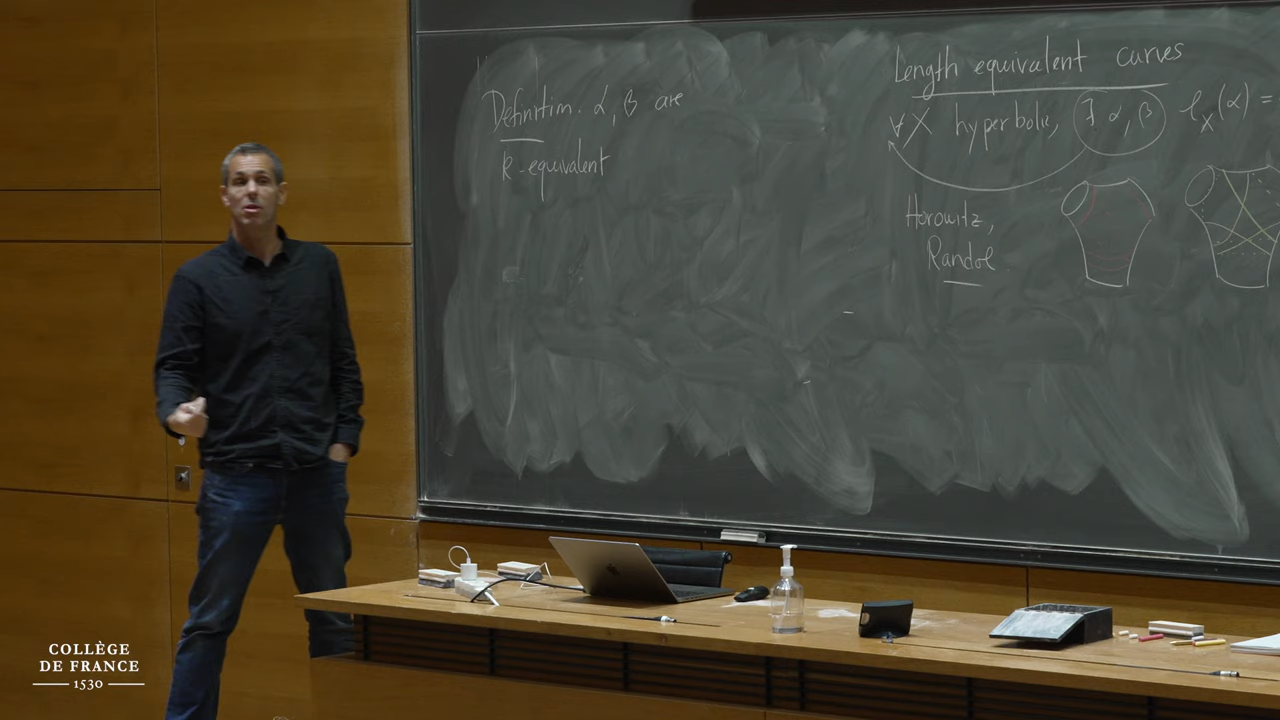 Definition. α, β are
k-equivalent
Length equivalent curves
∀X hyperbolic, ∃ α, β ℓ_X(α) =
Horowitz,
Randol
COLLÈGE
DE FRANCE
1530